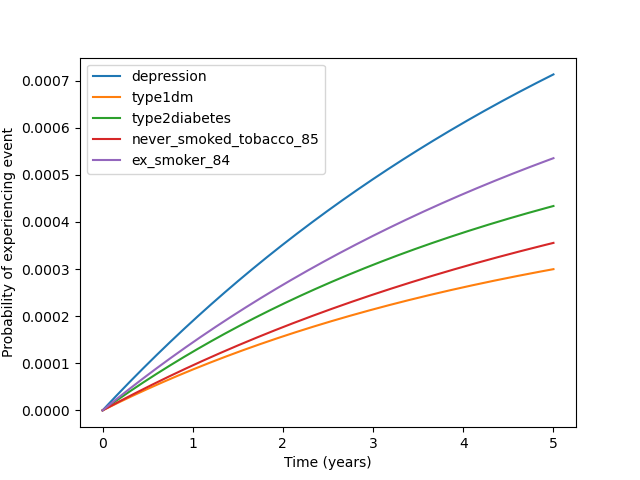 depression
type1dm
type2diabetes
never_smoked_tobacco_85
ex_smoker_84
0.0007
0.0006
0.0005
0.0004
0.0003
0.0002
0.0001
0.0000
Probability of experiencing event
0 1 2 3 4 5
Time (years)